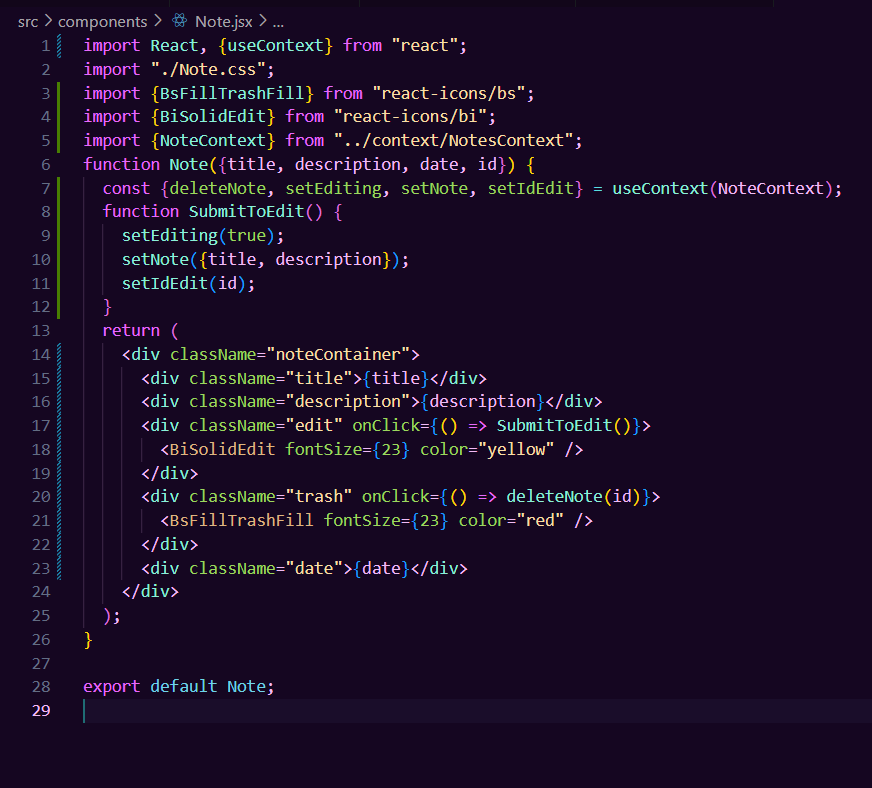 src > components > Note.jsx > ...
1 import React, {useContext} from "react";
2 import "./Note.css";
3 import {BsFillTrashFill} from "react-icons/bs";
4 import {BiSolidEdit} from "react-icons/bi";
5 import {NoteContext} from "../context/NotesContext";
6 function Note({title, description, date, id}) {
7   const {deleteNote, setEditing, setNote, setIdEdit} = useContext(NoteContext);
8   function SubmitToEdit() {
9     setEditing(true);
10     setNote({title, description});
11     setIdEdit(id);
12   }
13   return (
14     <div className="noteContainer">
15       <div className="title">{title}</div>
16       <div className="description">{description}</div>
17       <div className="edit" onClick={() => SubmitToEdit()}>
18         <BiSolidEdit fontSize={23} color="yellow" />
19       </div>
20       <div className="trash" onClick={() => deleteNote(id)}>
21         <BsFillTrashFill fontSize={23} color="red" />
22       </div>
23       <div className="date">{date}</div>
24     </div>
25   );
26 }
27
28 export default Note;
29